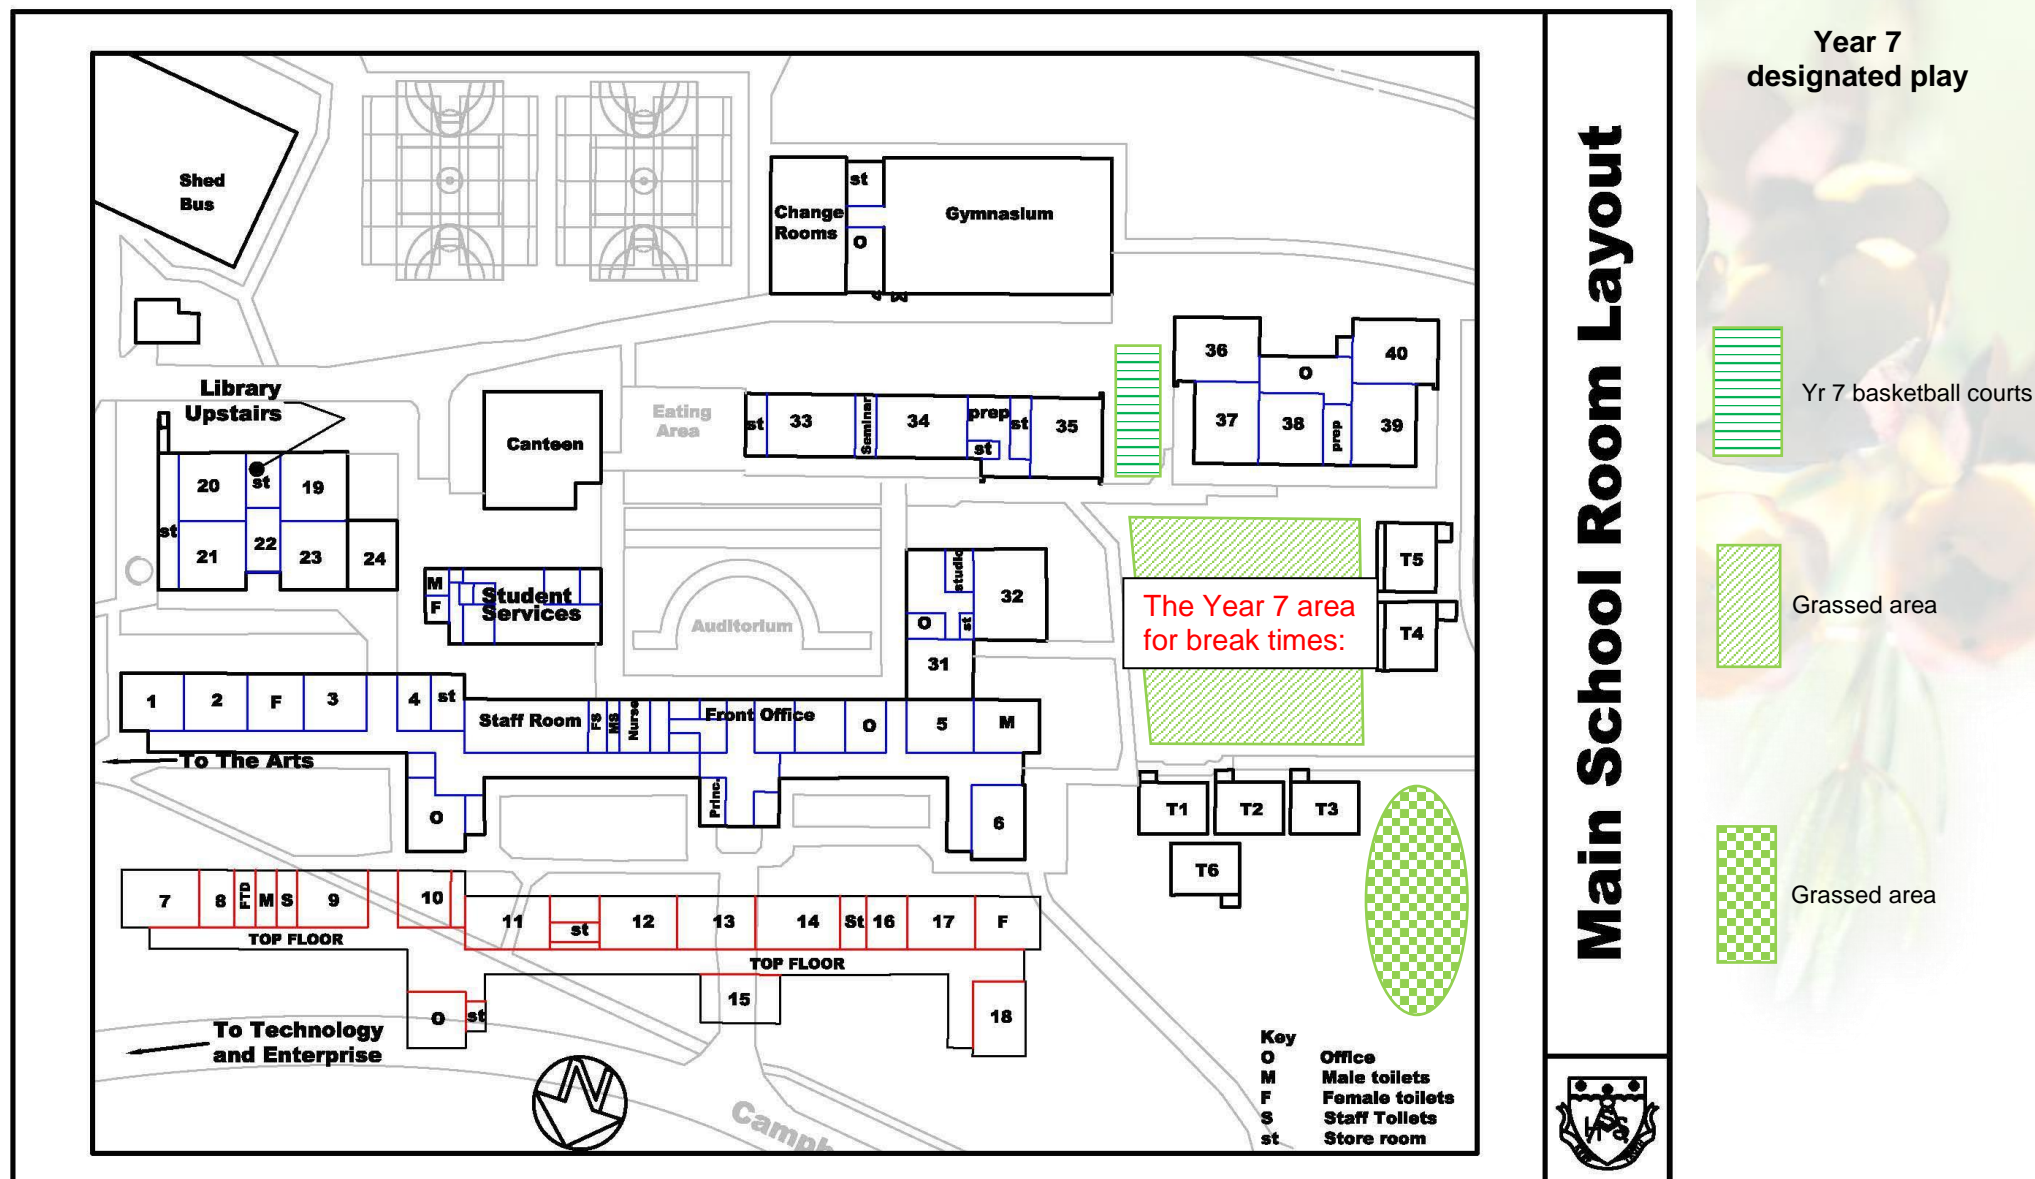 Year 7
designated play
Main School Room Layout
Shed
Bus
Change
Rooms
st
O
Gymnasium
Library
Upstairs
Canteen
Eating
Area
st
33
Seminar
34
prep
st
st
35
36
O
40
37
38
prep
39
Yr 7 basketball courts
20
st
19
st
21
22
23
24
M
F
Student
Services
Auditorium
studio
32
O
st
31
The Year 7 area
for break times:
T5
T4
Grassed area
1
2
F
3
4
st
Staff Room
FS
MS
Nurse
Front Office
O
5
M
To The Arts
O
Princ.
6
T1
T2
T3
T6
Grassed area
7
8
FTD
M
S
9
10
11
st
12
13
14
St
16
17
F
TOP FLOOR
TOP FLOOR
O
st
15
18
To Technology
and Enterprise
N
Key
O Office
M Male toilets
F Female toilets
S Staff Toilets
st Store room